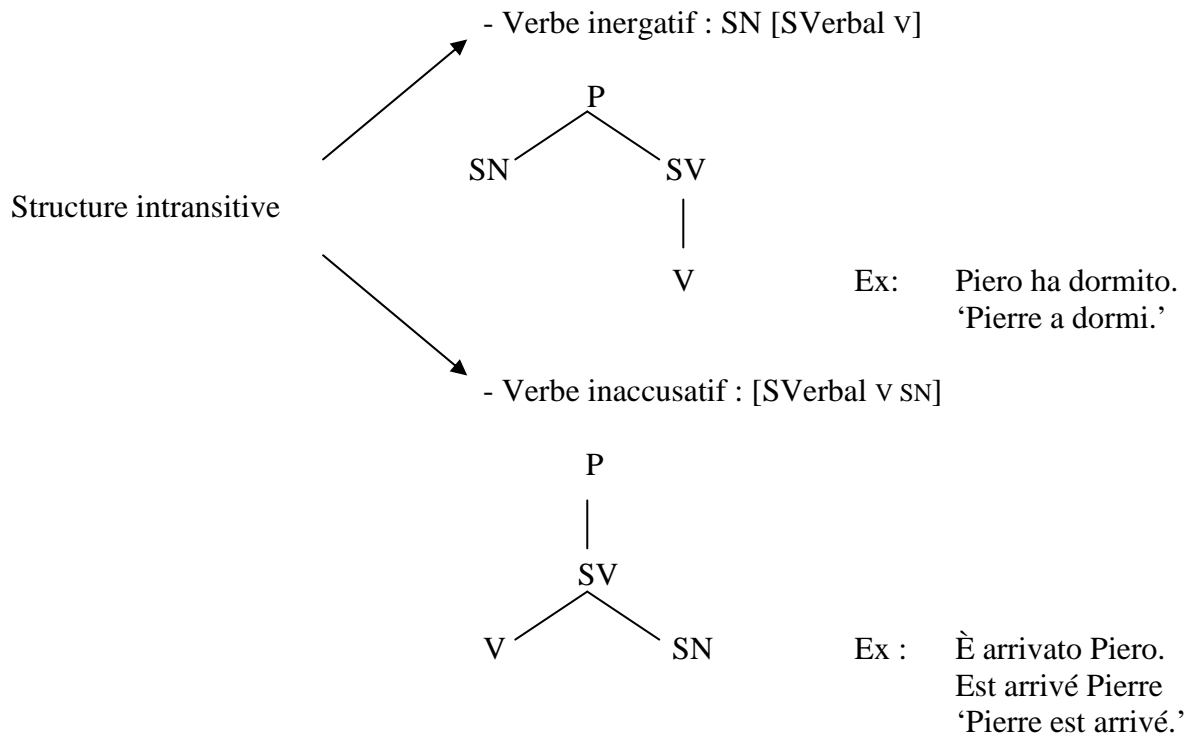 - Verbe inergatif : SN [SVerbal V]
P
SN SV
Structure intransitive
V Ex: Piero ha dormito.
‘Pierre a dormi.’
- Verbe inaccusatif : [SVerbal V SN]
P
SV
V SN Ex : È arrivato Piero.
Est arrivé Pierre
‘Pierre est arrivé.’